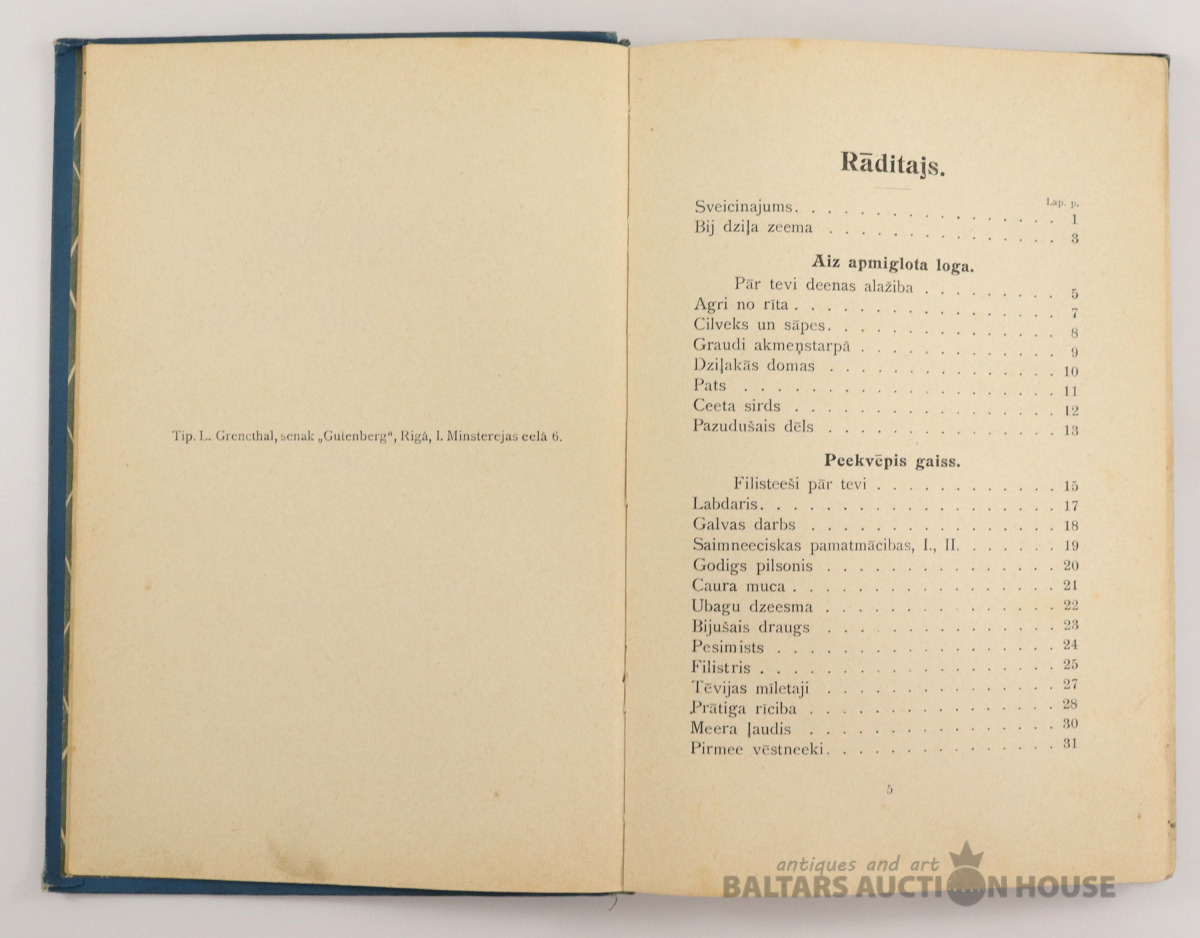 Tip. L. Grencthal, senak „Gutenberg“, Rigâ, l. Minsterejas eelâ 6.
Rāditajs.
Lap. p.
Sveicinajums. . . . . . . . . . . . . . . . . 1
Bij dziļa zeema . . . . . . . . . . . . . . 3
Aiz apmiglota loga.
Pār tevi deenas alažiba . . . . . . . . . 5
Agri no rīta . . . . . . . . . . . . . . . . 7
Cilveks un sāpes. . . . . . . . . . . . . . 8
Graudi akmeņstarpâ . . . . . . . . . . . . 9
Dziļakās domas . . . . . . . . . . . . . . 10
Pats . . . . . . . . . . . . . . . . . . 11
Ceeta sirds . . . . . . . . . . . . . . . . 12
Pazudušais dēls . . . . . . . . . . . . . . 13
Peekvēpis gaiss.
Filisteeši pār tevi . . . . . . . . . . . 15
Labdaris. . . . . . . . . . . . . . . . . 17
Galvas darbs . . . . . . . . . . . . . . . 18
Saimneeciskas pamatmācibas, I., II. . . . . . . 19
Godigs pilsonis . . . . . . . . . . . . . . 20
Caura muca . . . . . . . . . . . . . . . . 21
Ubagu dzeesma . . . . . . . . . . . . . . 22
Bijušais draugs . . . . . . . . . . . . . . 23
Pesimists . . . . . . . . . . . . . . . . 24
Filistris . . . . . . . . . . . . . . . . . 25
Tēvijas mīletaji . . . . . . . . . . . . . . 27
Prātiga rīciba . . . . . . . . . . . . . . . 28
Meera ļaudis . . . . . . . . . . . . . . . 30
Pirmee vēstneeki. . . . . . . . . . . . . . 31
5
antiques and art
BALTARS AUCTION HOUSE